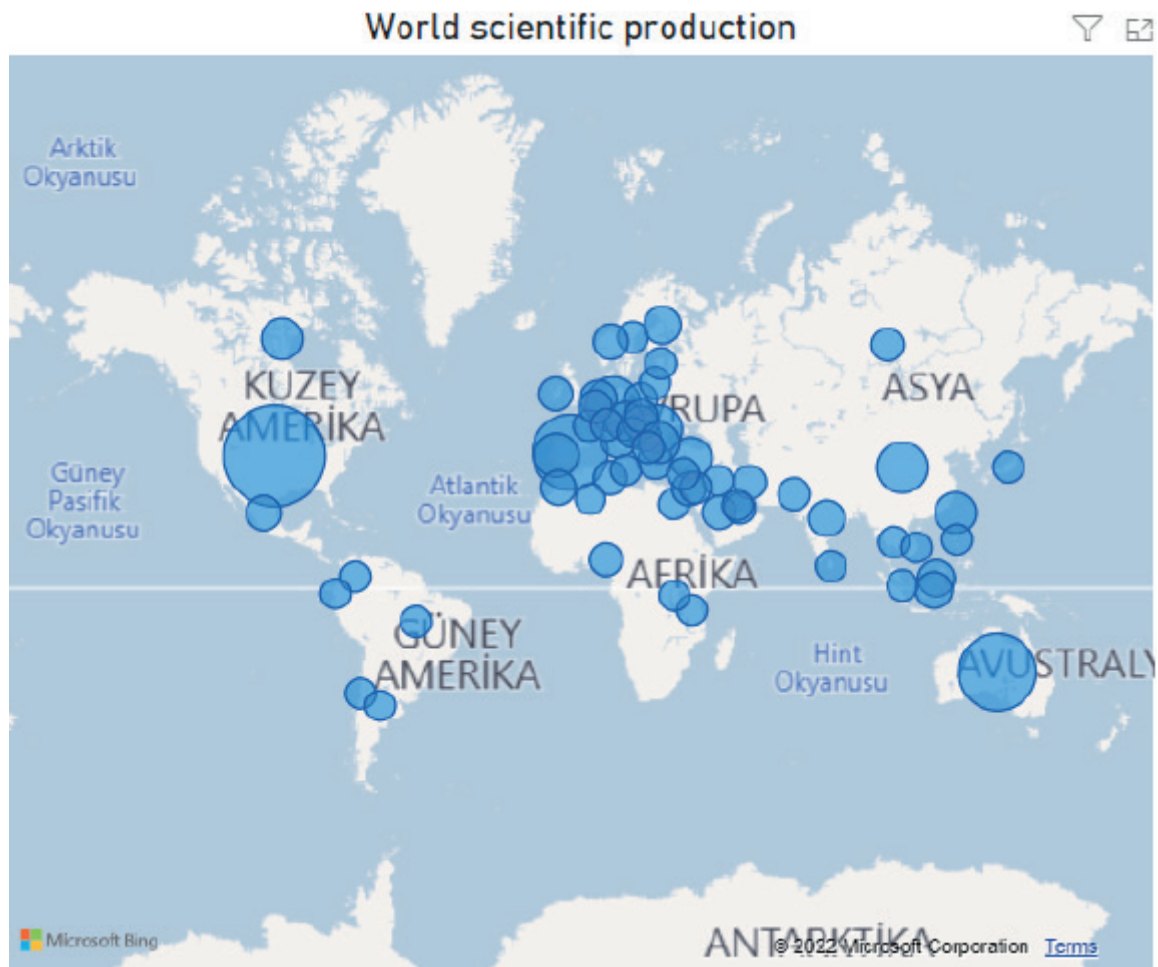 World scientific production
Arktik
Okyanusu
KUZEY
AMERİKA
ASYA
VRUPA
Güney
Pasifik
Okyanusu
Atlantik
Okyanusu
AFRİKA
GÜNEY
AMERİKA
Hint
Okyanusu
AVUSTRALY
ANTARKTİKA
Microsoft Bing
© 2022 Microsoft Corporation Terms